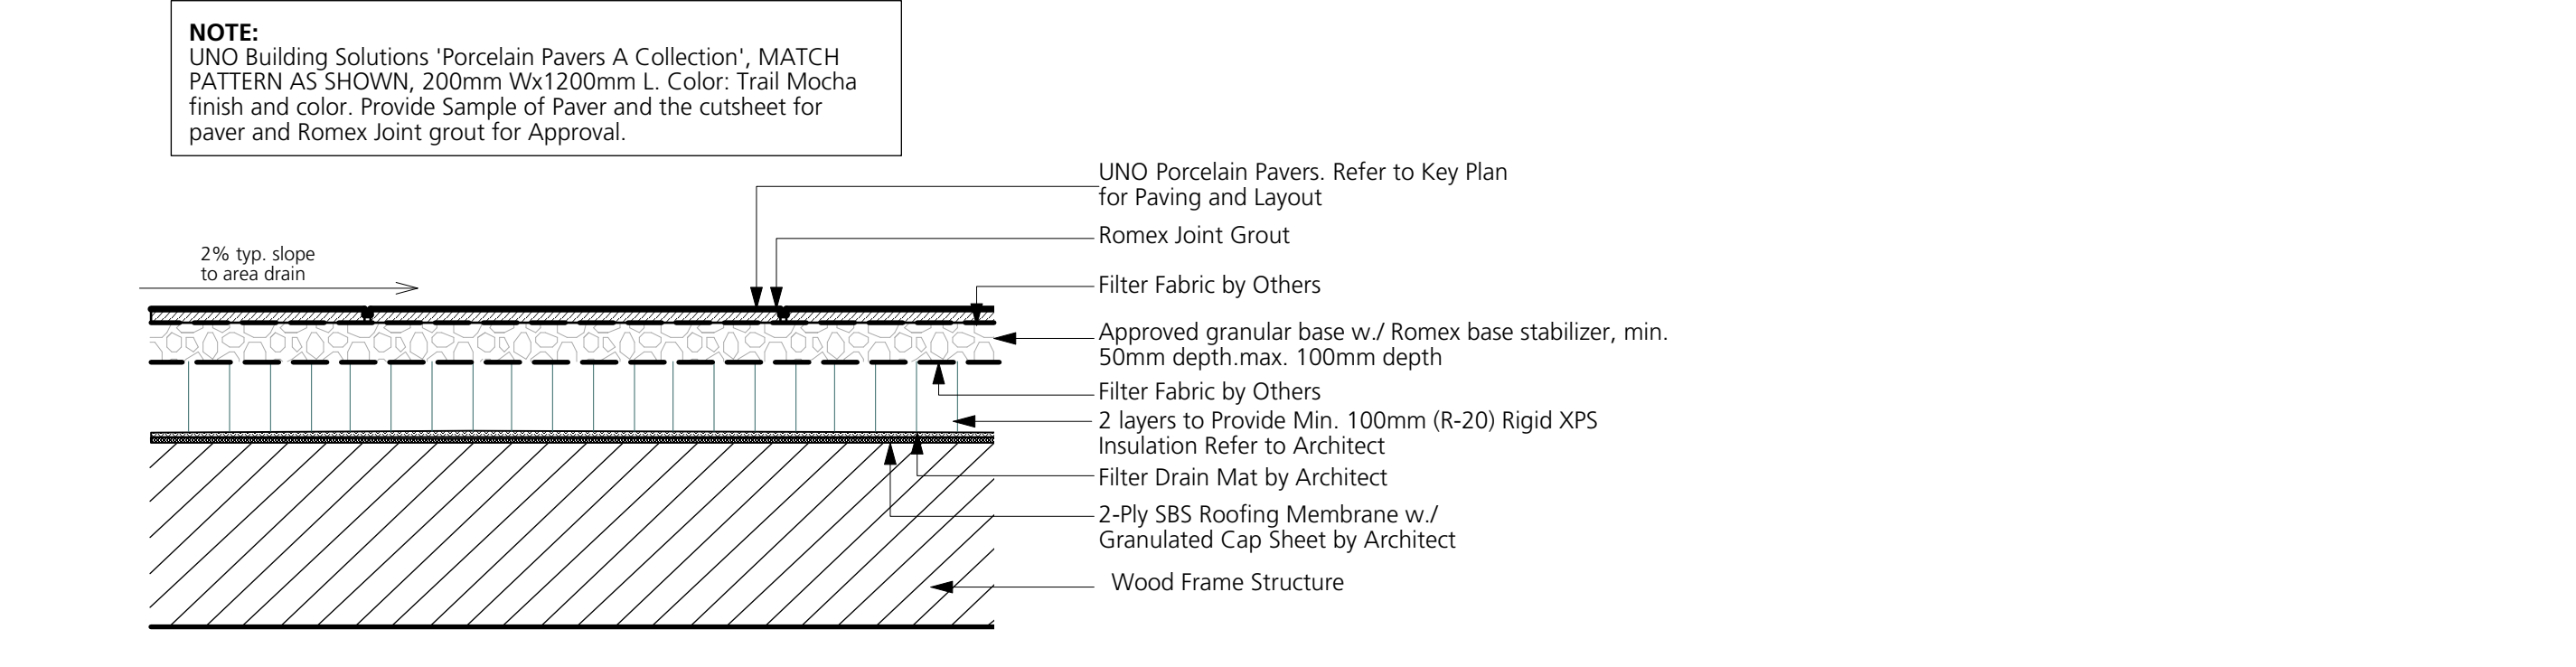 NOTE:
UNO Building Solutions 'Porcelain Pavers A Collection', MATCH
PATTERN AS SHOWN, 200mm Wx1200mm L. Color: Trail Mocha
finish and color. Provide Sample of Paver and the cutsheet for
paver and Romex Joint grout for Approval.
UNO Porcelain Pavers. Refer to Key Plan
for Paving and Layout
Romex Joint Grout
2% typ. slope
to area drain
Filter Fabric by Others
Approved granular base w./ Romex base stabilizer, min.
50mm depth.max. 100mm depth
Filter Fabric by Others
2 layers to Provide Min. 100mm (R-20) Rigid XPS
Insulation Refer to Architect
Filter Drain Mat by Architect
2-Ply SBS Roofing Membrane w./
Granulated Cap Sheet by Architect
Wood Frame Structure